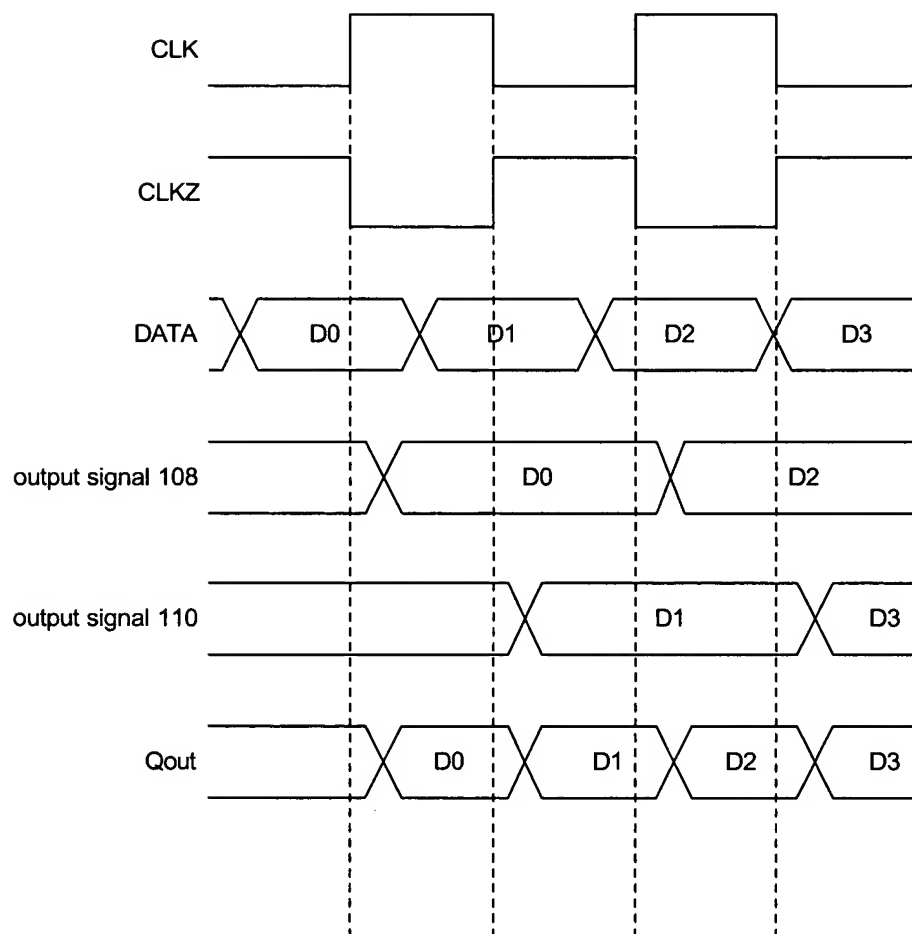 CLK
CLKZ
DATA D0 D1 D2 D3
output signal 108 D0 D2
output signal 110 D1 D3
Qout D0 D1 D2 D3